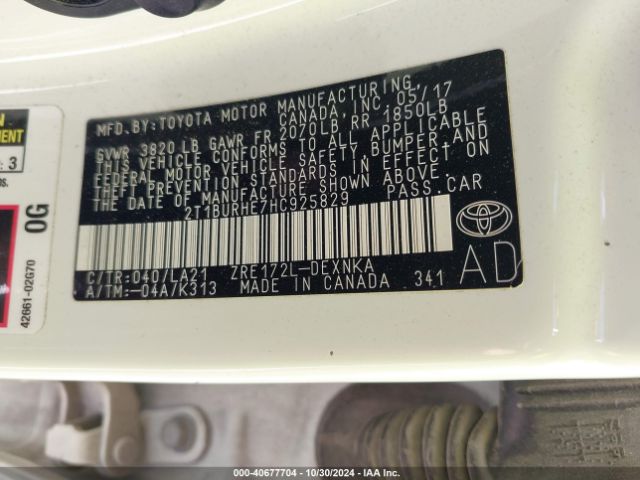 MFD.BY:TOYOTA MOTOR MANUFACTURING
CANADA, INC. 05/17
GVWR 3820 LB GAWR FR 2070LB, RR 1850LB
THIS VEHICLE CONFORMS TO ALL APPLICABLE
FEDERAL MOTOR VEHICLE SAFETY BUMPER, AND
THEFT PREVENTION STANDARDS IN EFFECT ON
THE DATE OF MANUFACTURE SHOWN ABOVE.
2T1BURHE7HC925829 PASS.CAR
C/TR:040/LA21 ZRE172L-DEXNKA
A/TM:-04A/K313 MADE IN CANADA 341
AD
: 3
0G
42661-02G70
000-40677704 | 10/30/2024 | IAA Inc.